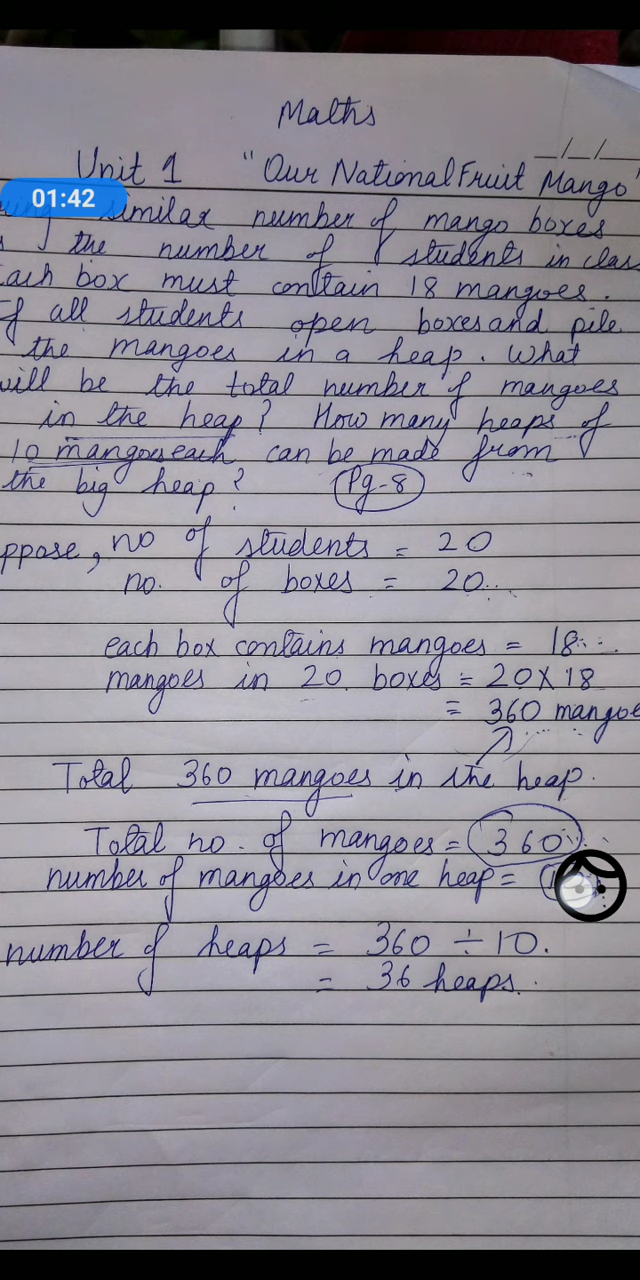 Maths
_/_/_
Unit 1 "Our National Fruit Mango"
01:42
similar number of mango boxes
the number of students in clas
ach box must contain 18 mangoes.
If all students open boxes and pile
the mangoes in a heap. What
will be the total number of mangoes
in the heap? How many heaps of
10 mangoes each can be made from
the big heap? Pg-8
ppose, no of students = 20
no. of boxes = 20
each box contains mangoes = 18
mangoes in 20 boxes = 20 X 18
= 360 mangoe
Total 360 mangoes in the heap.
Total no. of mangoes = 360
number of mangoes in one heap =
number of heaps = 360 ÷ 10.
= 36 heaps.